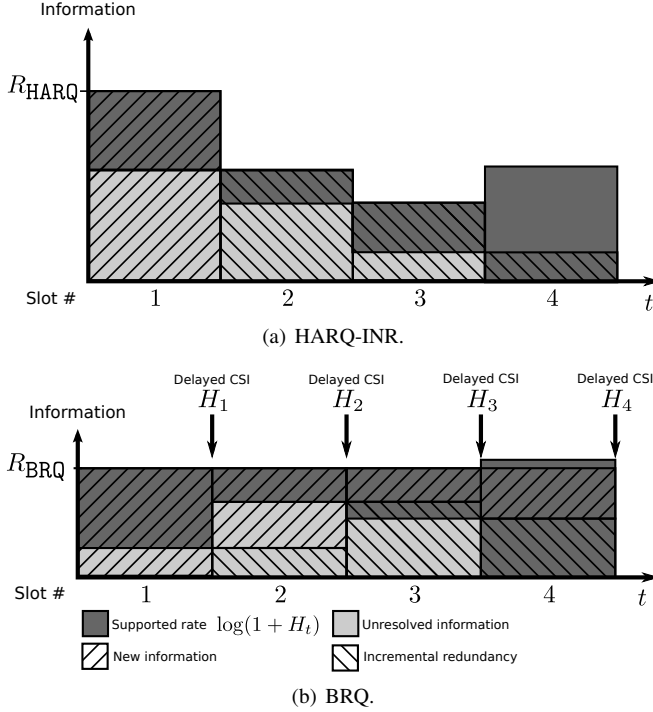 Information
R_HARQ
Slot # 1 2 3 4 t
(a) HARQ-INR.
Delayed CSI Delayed CSI Delayed CSI Delayed CSI
H_1 H_2 H_3 H_4
Information
R_BRQ
Slot # 1 2 3 4 t
Supported rate log(1 + H_t) Unresolved information
New information Incremental redundancy
(b) BRQ.